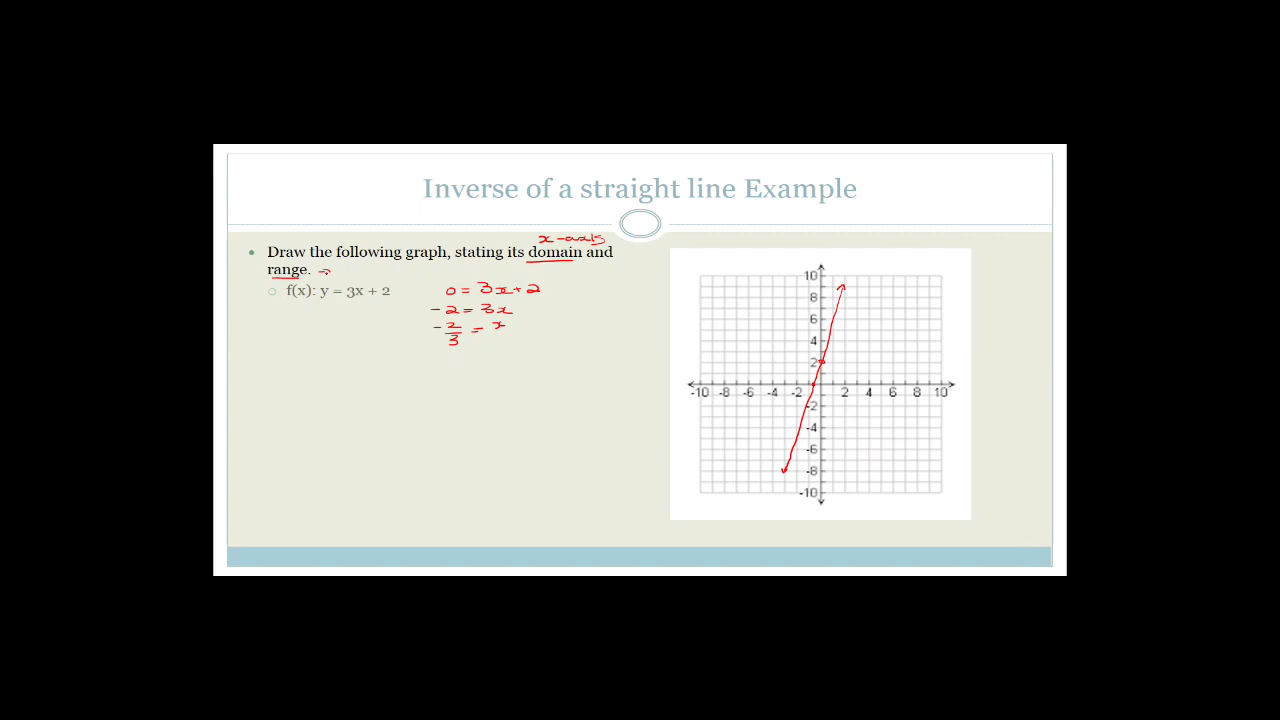 Inverse of a straight line Example
x-axis
Draw the following graph, stating its domain and
range.
f(x): y = 3x + 2
0 = 3x + 2
-2 = 3x
-2/3 = x
10
8
6
4
2
-10 -8 -6 -4 -2 2 4 6 8 10
-2
-4
-6
-8
-10